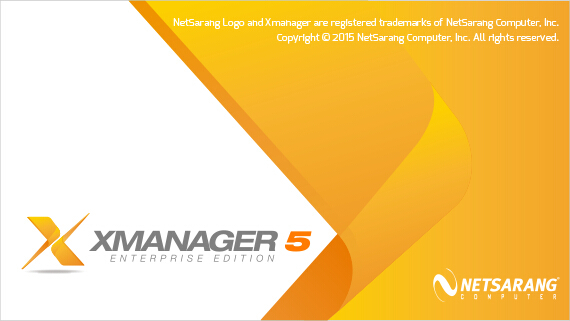 NetSarang Logo and Xmanager are registered trademarks of NetSarang Computer, Inc.
Copyright © 2015 NetSarang Computer, Inc. All rights reserved.
XMANAGER 5
ENTERPRISE EDITION
NETSARANG
COMPUTER